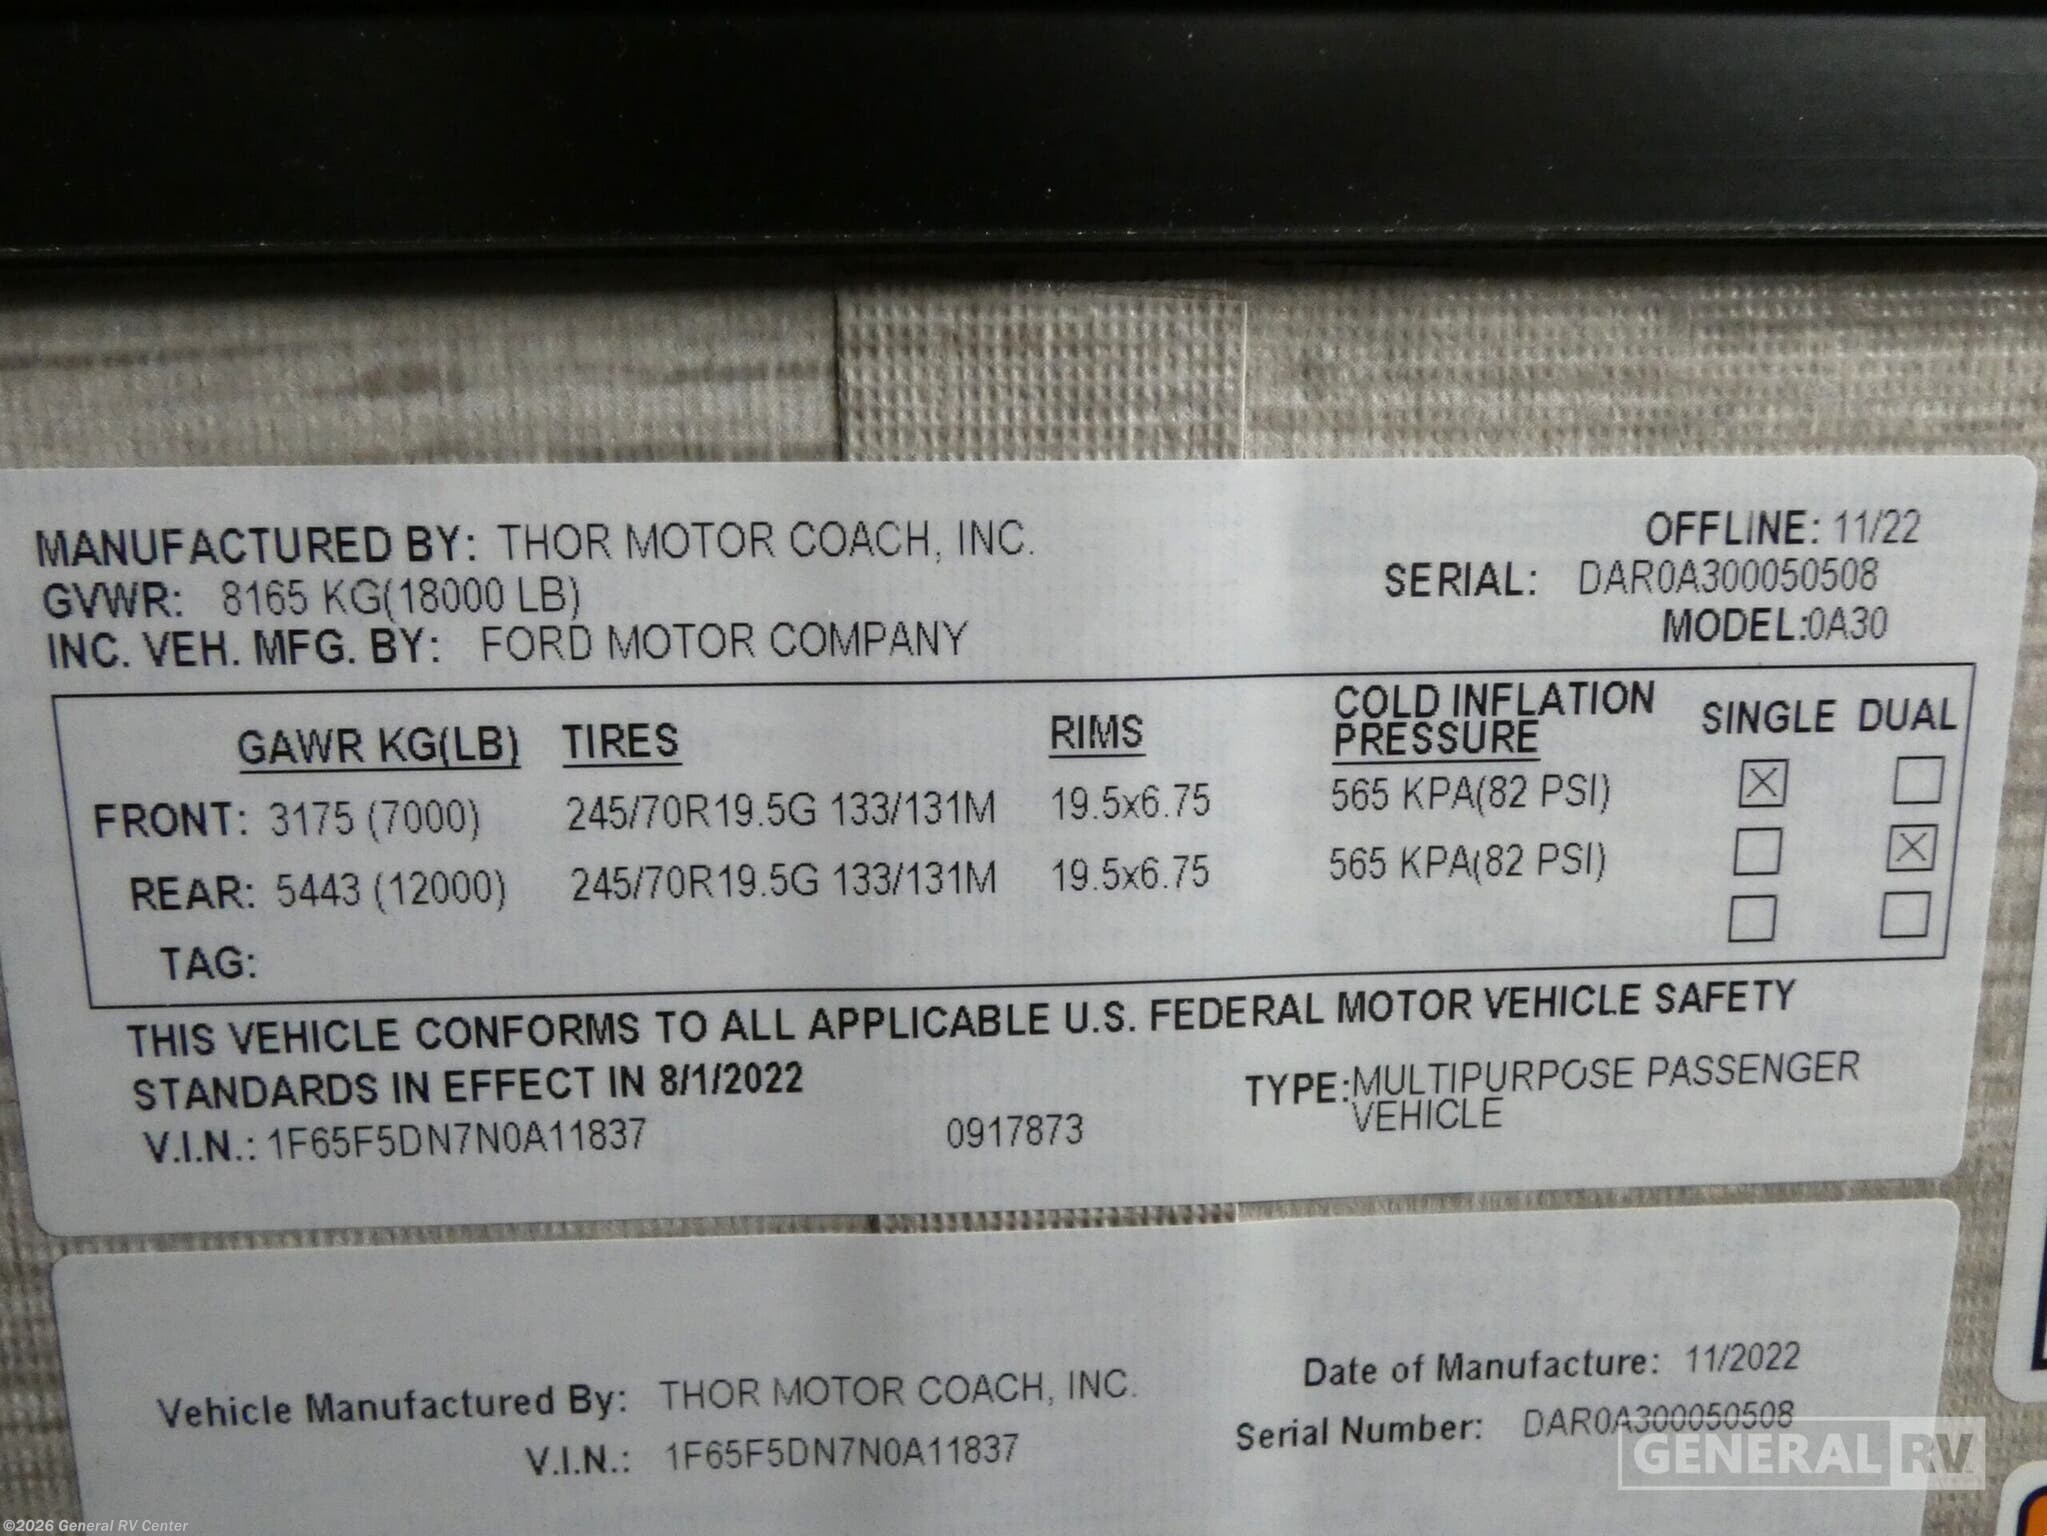 MANUFACTURED BY: THOR MOTOR COACH, INC.
OFFLINE: 11/22
GVWR: 8165 KG(18000 LB)
SERIAL: DAR0A300050508
INC. VEH. MFG. BY: FORD MOTOR COMPANY
MODEL:0A30
GAWR KG(LB) TIRES RIMS COLD INFLATION PRESSURE SINGLE DUAL
FRONT: 3175 (7000) 245/70R19.5G 133/131M 19.5x6.75 565 KPA(82 PSI)
REAR: 5443 (12000) 245/70R19.5G 133/131M 19.5x6.75 565 KPA(82 PSI)
TAG:
THIS VEHICLE CONFORMS TO ALL APPLICABLE U.S. FEDERAL MOTOR VEHICLE SAFETY
STANDARDS IN EFFECT IN 8/1/2022
TYPE:MULTIPURPOSE PASSENGER
VEHICLE
V.I.N.: 1F65F5DN7N0A11837 0917873
Vehicle Manufactured By: THOR MOTOR COACH, INC.
Date of Manufacture: 11/2022
V.I.N.: 1F65F5DN7N0A11837
Serial Number: DAR0A300050508
GENERAL RV
©2026 General RV Center